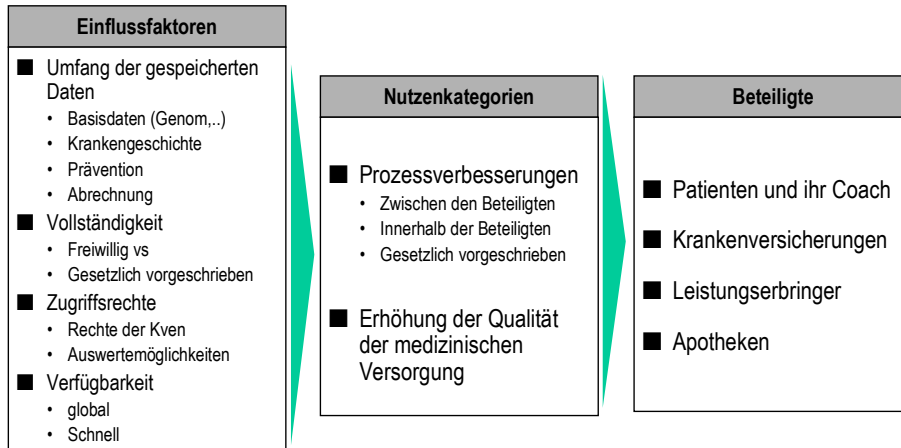 Einflussfaktoren
■ Umfang der gespeicherten
Daten
• Basisdaten (Genom,..)
• Krankengeschichte
• Prävention
• Abrechnung
■ Vollständigkeit
• Freiwillig vs
• Gesetzlich vorgeschrieben
■ Zugriffsrechte
• Rechte der Kven
• Auswertemöglichkeiten
■ Verfügbarkeit
• global
• Schnell
Nutzenkategorien
■ Prozessverbesserungen
• Zwischen den Beteiligten
• Innerhalb der Beteiligten
• Gesetzlich vorgeschrieben
■ Erhöhung der Qualität
der medizinischen
Versorgung
Beteiligte
■ Patienten und ihr Coach
■ Krankenversicherungen
■ Leistungserbringer
■ Apotheken